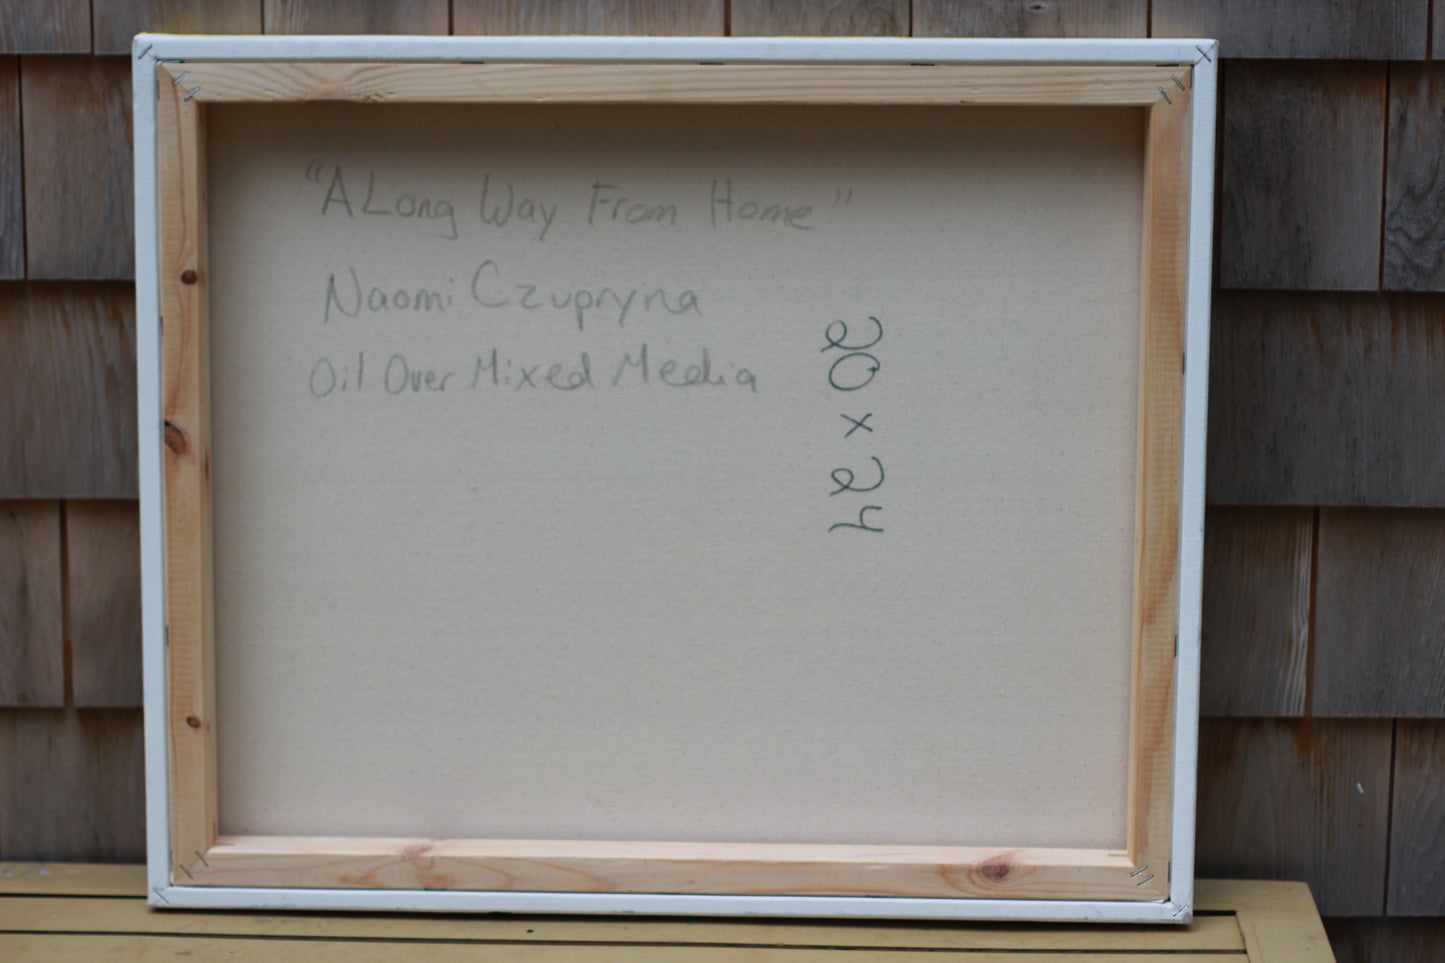 "A Long Way From Home"
Naomi Czupryna
Oil Over Mixed Media
20 x 24